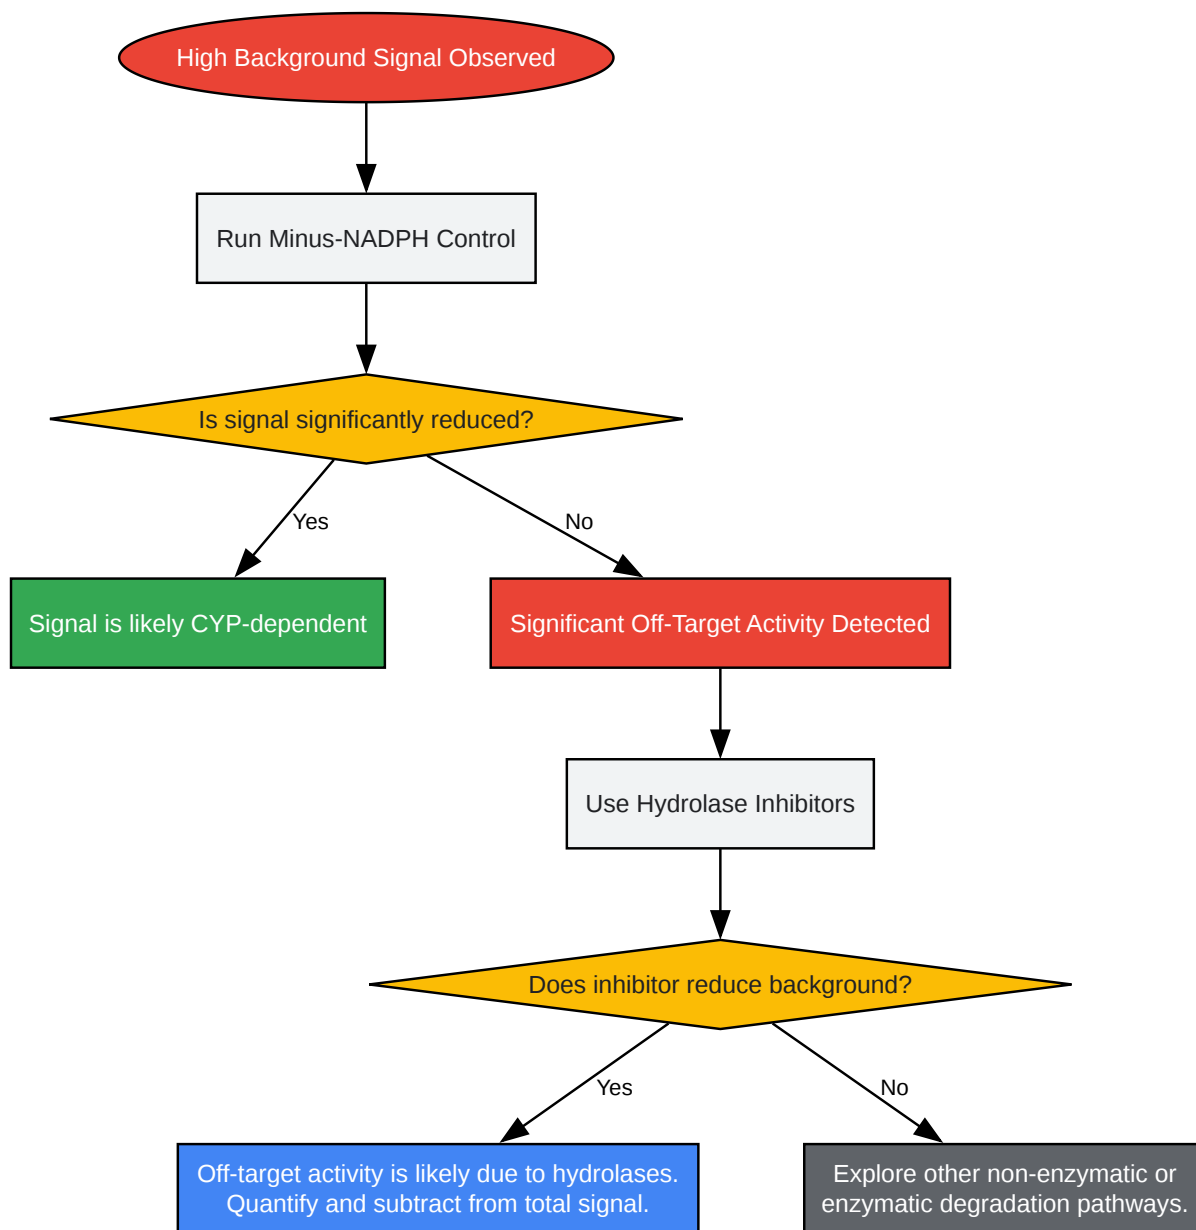 High Background Signal Observed
Run Minus-NADPH Control
Is signal significantly reduced?
Yes
No
Signal is likely CYP-dependent
Significant Off-Target Activity Detected
Use Hydrolase Inhibitors
Does inhibitor reduce background?
Yes
No
Off-target activity is likely due to hydrolases.
Quantify and subtract from total signal.
Explore other non-enzymatic or
enzymatic degradation pathways.